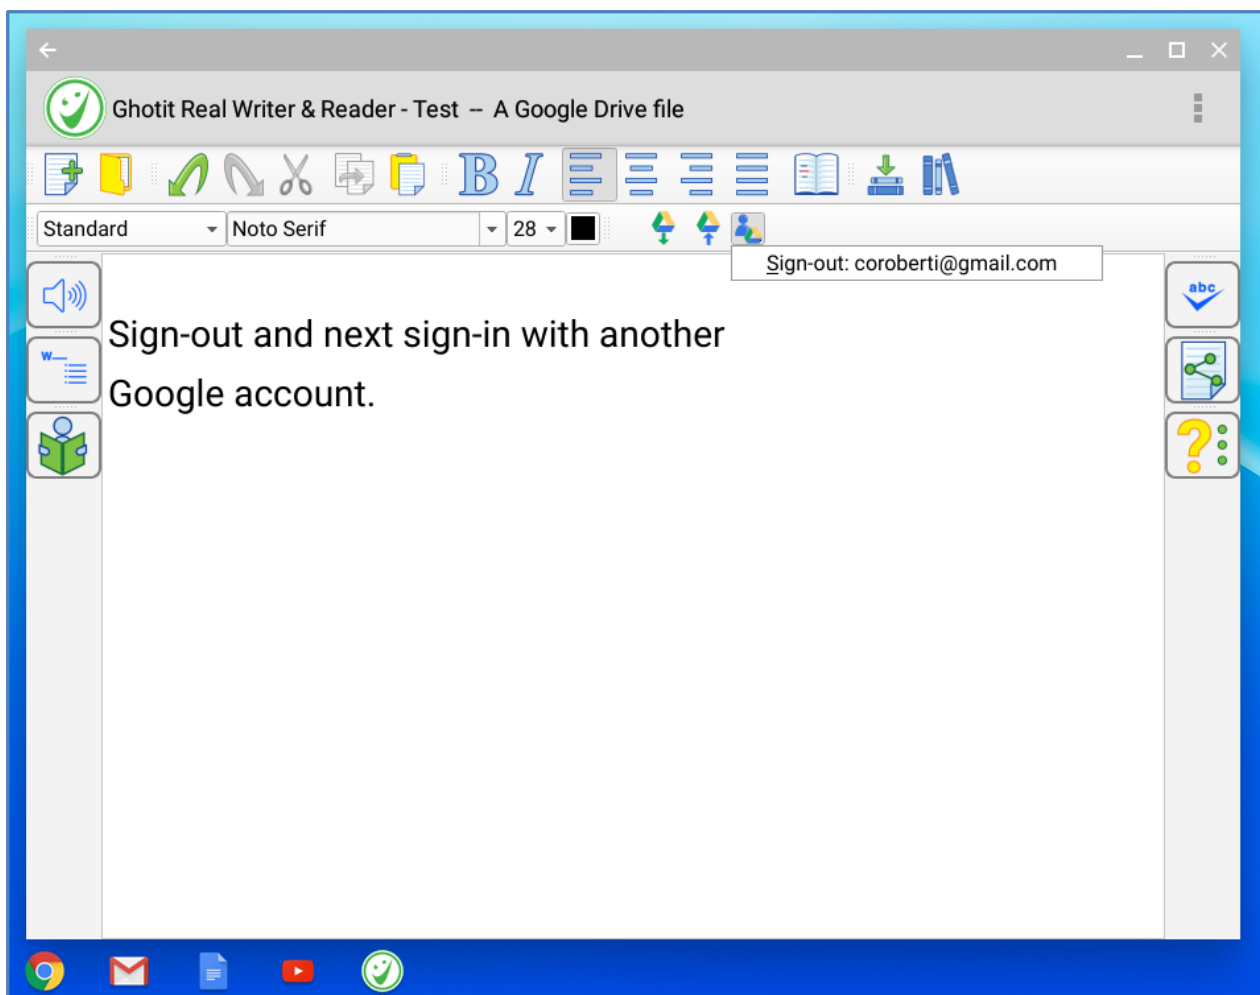 Ghotit Real Writer & Reader - Test -- A Google Drive file
B I
Standard Noto Serif 28
Sign-out: coroberti@gmail.com
abc
Sign-out and next sign-in with another
W
Google account.
?